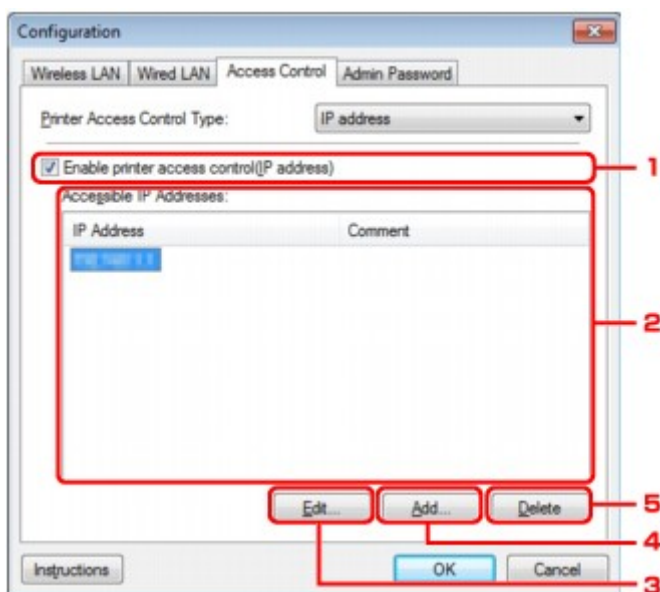 Configuration
Wireless LAN Wired LAN Access Control Admin Password
Printer Access Control Type: IP address
Enable printer access control(IP address) 1
Accessible IP Addresses:
IP Address Comment
2
Edit... Add... Delete 5
4
Instructions OK Cancel
3